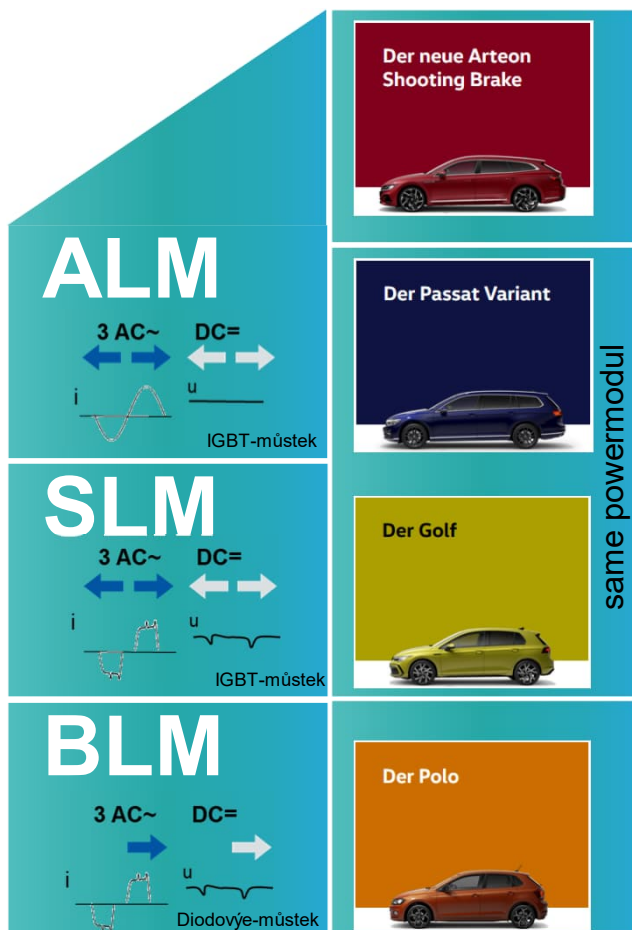 Der neue Arteon
Shooting Brake
ALM
3 AC~ DC=
i u
IGBT-můstek
Der Passat Variant
same powermodul
SLM
3 AC~ DC=
i u
IGBT-můstek
Der Golf
BLM
3 AC~ DC=
i u
Diodovýe-můstek
Der Polo